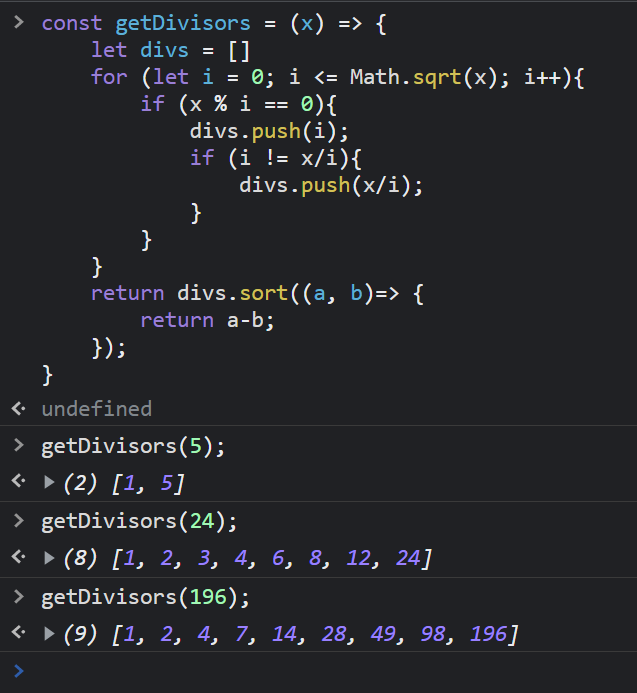 > const getDivisors = (x) => {
let divs = []
for (let i = 0; i <= Math.sqrt(x); i++){
if (x % i == 0){
divs.push(i);
if (i != x/i){
divs.push(x/i);
}
}
}
return divs.sort((a, b)=> {
return a-b;
});
}
undefined
> getDivisors(5);
(2) [1, 5]
> getDivisors(24);
(8) [1, 2, 3, 4, 6, 8, 12, 24]
> getDivisors(196);
(9) [1, 2, 4, 7, 14, 28, 49, 98, 196]
>